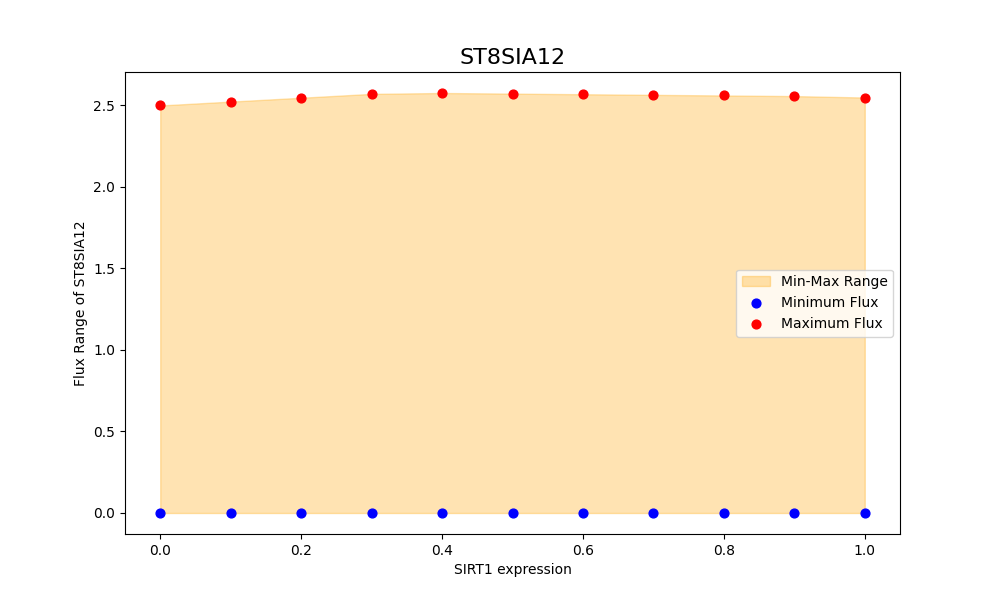 ST8SIA12
Flux Range of ST8SIA12
2.5
2.0
1.5
1.0
0.5
0.0
Min-Max Range
Minimum Flux
Maximum Flux
0.0 0.2 0.4 0.6 0.8 1.0
SIRT1 expression